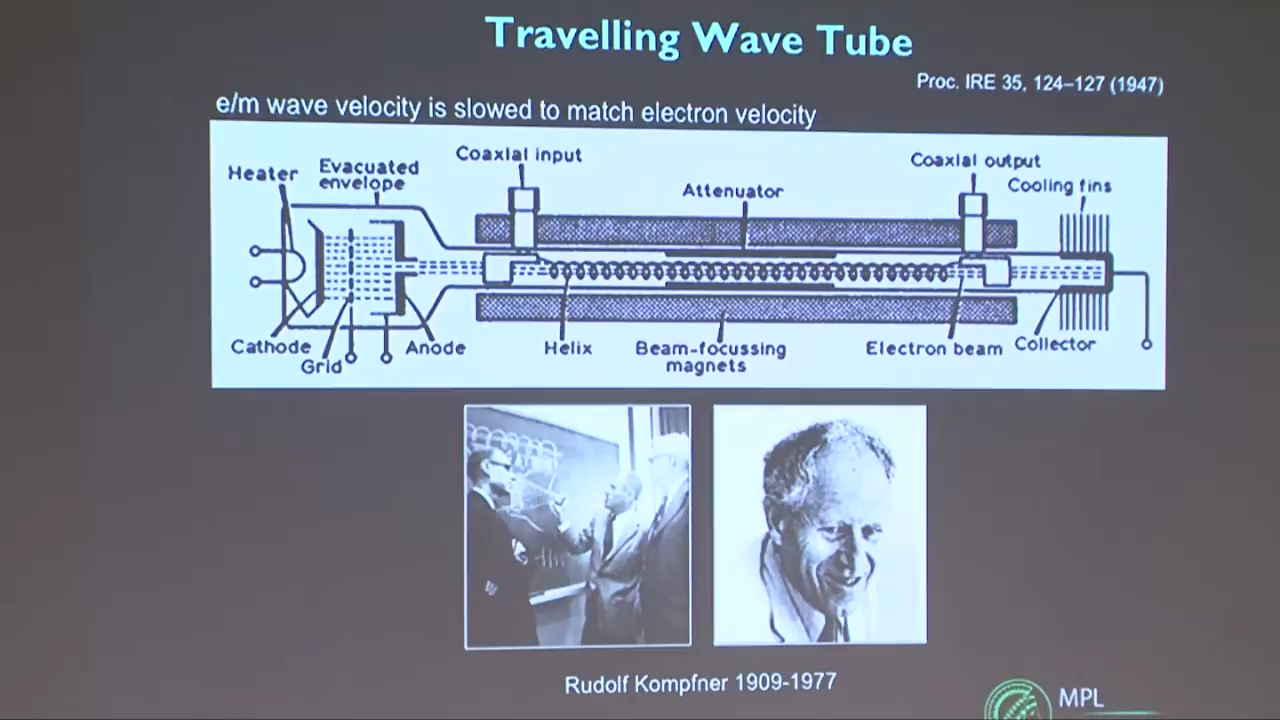 Travelling Wave Tube
Proc. IRE 35, 124–127 (1947)
e/m wave velocity is slowed to match electron velocity
Coaxial input
Coaxial output
Heater
Evacuated
envelope
Attenuator
Cooling fins
Cathode
Grid
Anode
Helix
Beam-focussing
magnets
Electron beam
Collector
Rudolf Kompfner 1909-1977
MPL